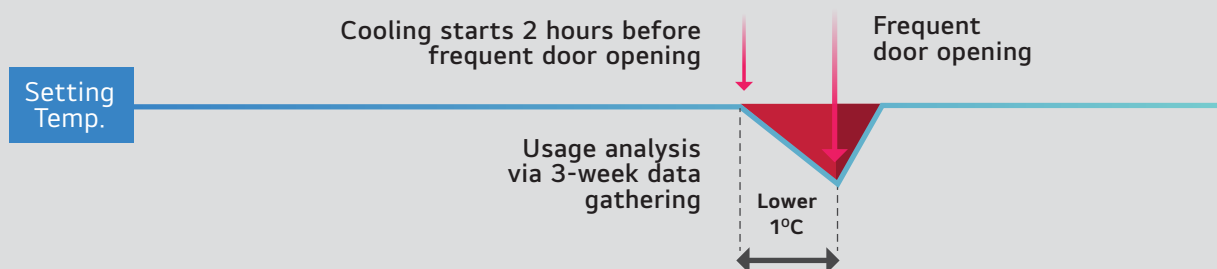 Cooling starts 2 hours before
frequent door opening
Frequent
door opening
Setting
Temp.
Usage analysis
via 3-week data
gathering
Lower
1ºC